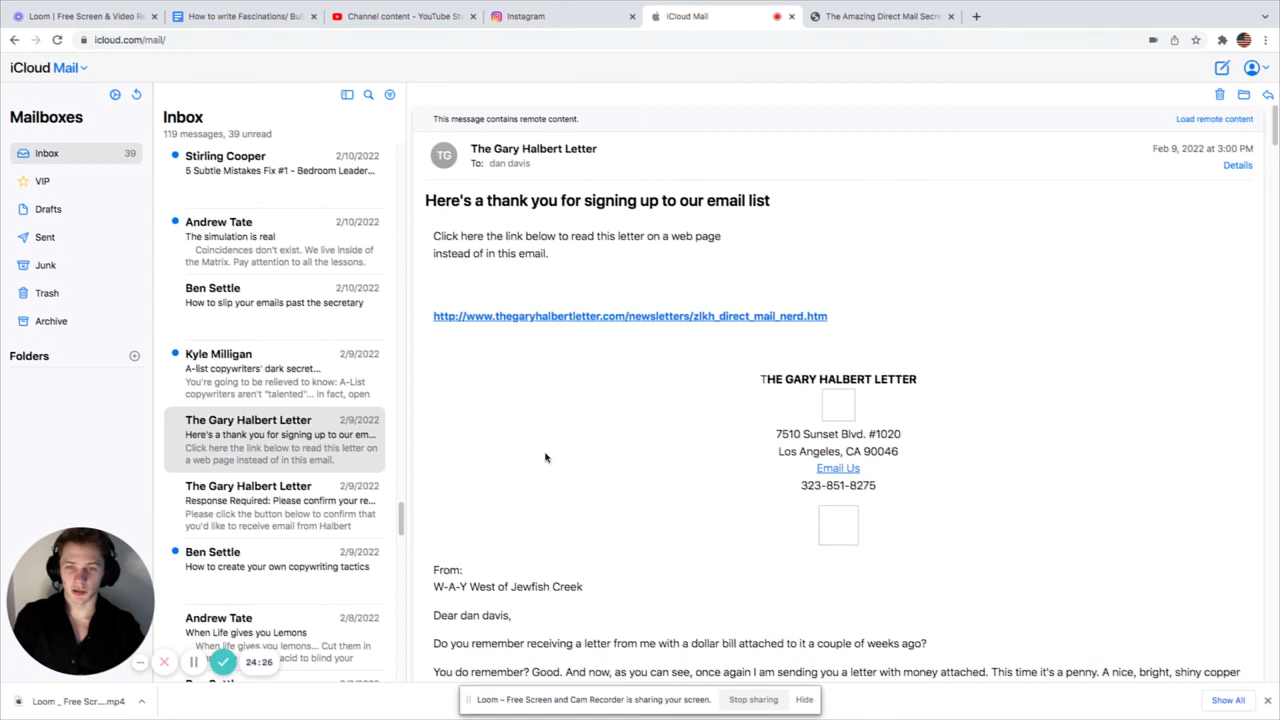 Loom | Free Screen & Video Re
How to write Fascinations/ Bul
Channel content - YouTube St
Instagram
iCloud Mail
The Amazing Direct Mail Secre
icloud.com/mail/
iCloud Mail
Mailboxes
Inbox 39
VIP
Drafts
Sent
Junk
Trash
Archive
Folders
Inbox
119 messages, 39 unread
Stirling Cooper 2/10/2022
5 Subtle Mistakes Fix #1 - Bedroom Leader...
Andrew Tate 2/10/2022
The simulation is real
Coincidences don't exist. We live inside of
the Matrix. Pay attention to all the lessons.
Ben Settle 2/10/2022
How to slip your emails past the secretary
Kyle Milligan 2/9/2022
A-list copywriters' dark secret...
You're going to be relieved to know: A-List
copywriters aren't "talented"... In fact, open
The Gary Halbert Letter 2/9/2022
Here's a thank you for signing up to our em...
Click here the link below to read this letter on
a web page instead of in this email.
The Gary Halbert Letter 2/9/2022
Response Required: Please confirm your re...
Please click the button below to confirm that
you'd like to receive email from Halbert
Ben Settle 2/9/2022
How to create your own copywriting tactics
Andrew Tate 2/8/2022
When Life gives you Lemons
When life gives you lemons... Cut them in
acid to blind your
This message contains remote content.
Load remote content
TG
The Gary Halbert Letter
Feb 9, 2022 at 3:00 PM
To: dan davis
Details
Here's a thank you for signing up to our email list
Click here the link below to read this letter on a web page
instead of in this email.
http://www.thegaryhalbertletter.com/newsletters/zlkh_direct_mail_nerd.htm
THE GARY HALBERT LETTER
7510 Sunset Blvd. #1020
Los Angeles, CA 90046
Email Us
323-851-8275
From:
W-A-Y West of Jewfish Creek
Dear dan davis,
Do you remember receiving a letter from me with a dollar bill attached to it a couple of weeks ago?
You do remember? Good. And now, as you can see, once again I am sending you a letter with money attached. This time it's a penny. A nice, bright, shiny copper
24:26
Loom _ Free Scr....mp4
Loom – Free Screen and Cam Recorder is sharing your screen.
Stop sharing
Hide
Show All